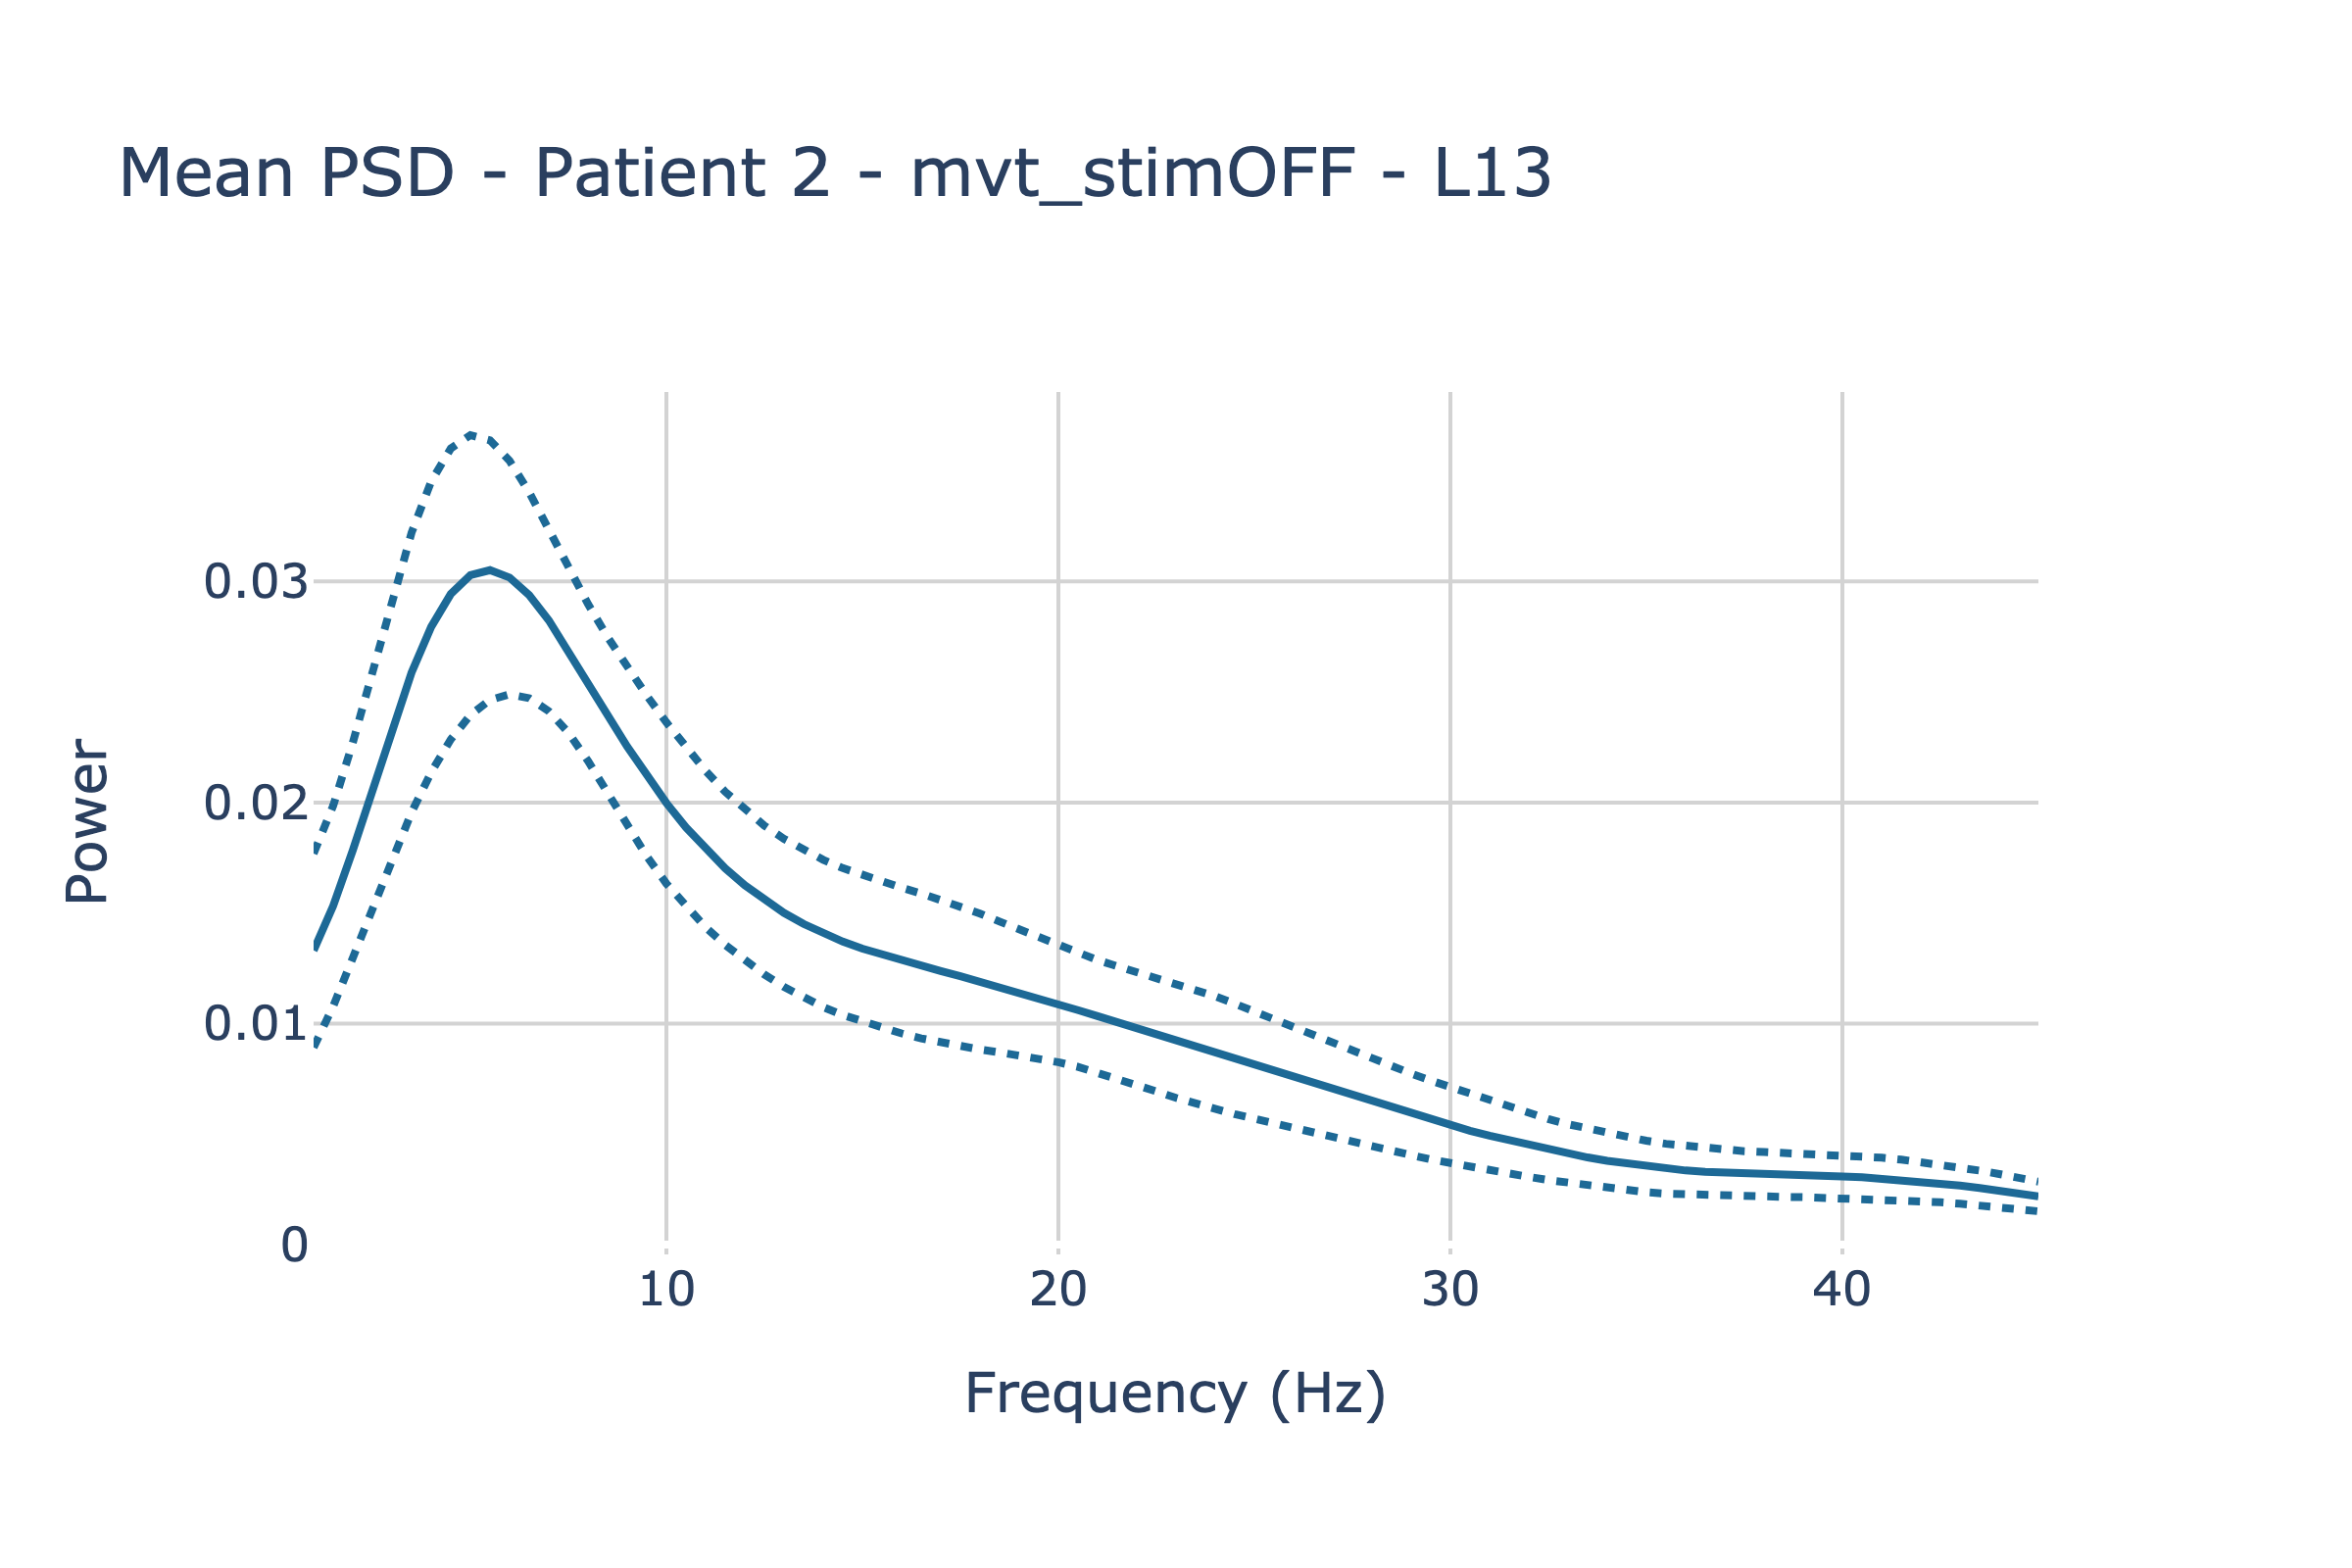 Mean PSD - Patient 2 - mvt_stimOFF - L13
0.03
0.02
0.01
0
Power
10 20 30 40
Frequency (Hz)